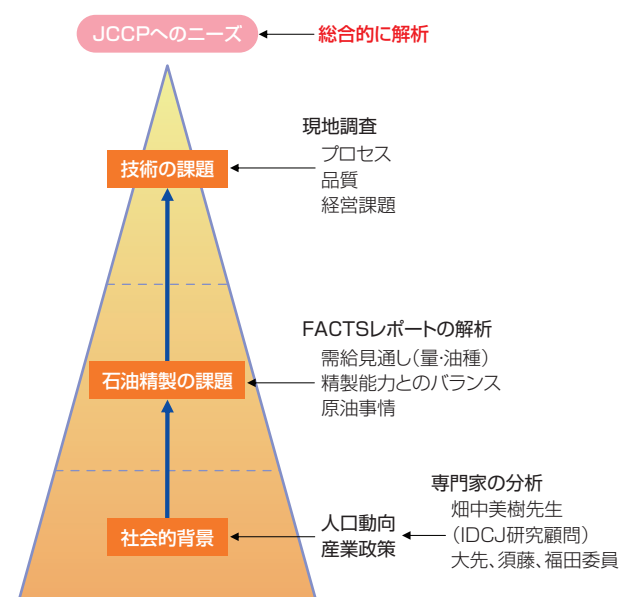 JCCPへのニーズ
総合的に解析
現地調査
プロセス
品質
経営課題
技術の課題
FACTSレポートの解析
需給見通し(量・油種)
精製能力とのバランス
原油事情
石油精製の課題
専門家の分析
畑中美樹先生
(IDCJ研究顧問)
大先、須藤、福田委員
人口動向
産業政策
社会的背景